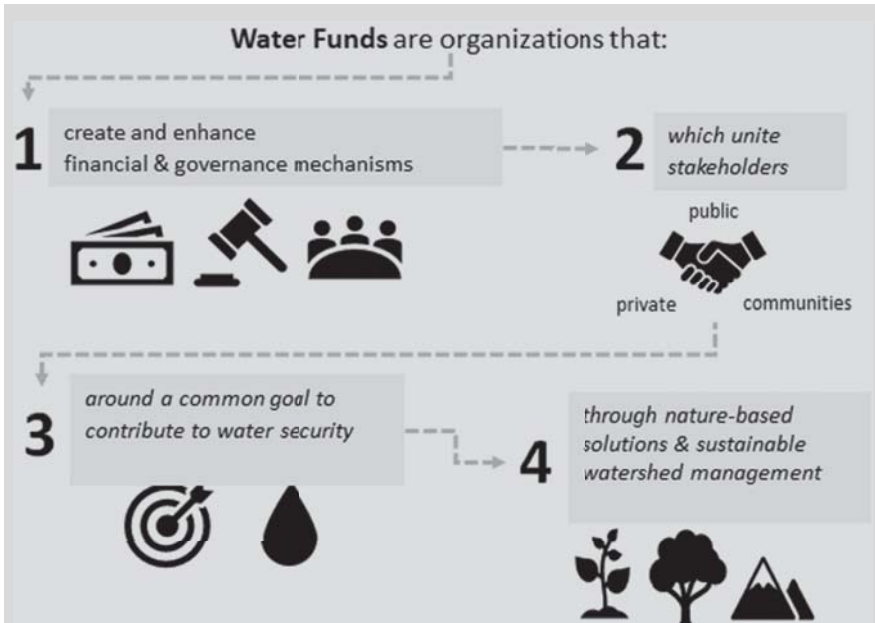 Water Funds are organizations that:
1
create and enhance
financial & governance mechanisms
2
which unite
stakeholders
public
private
communities
3
around a common goal to
contribute to water security
4
through nature-based
solutions & sustainable
watershed management